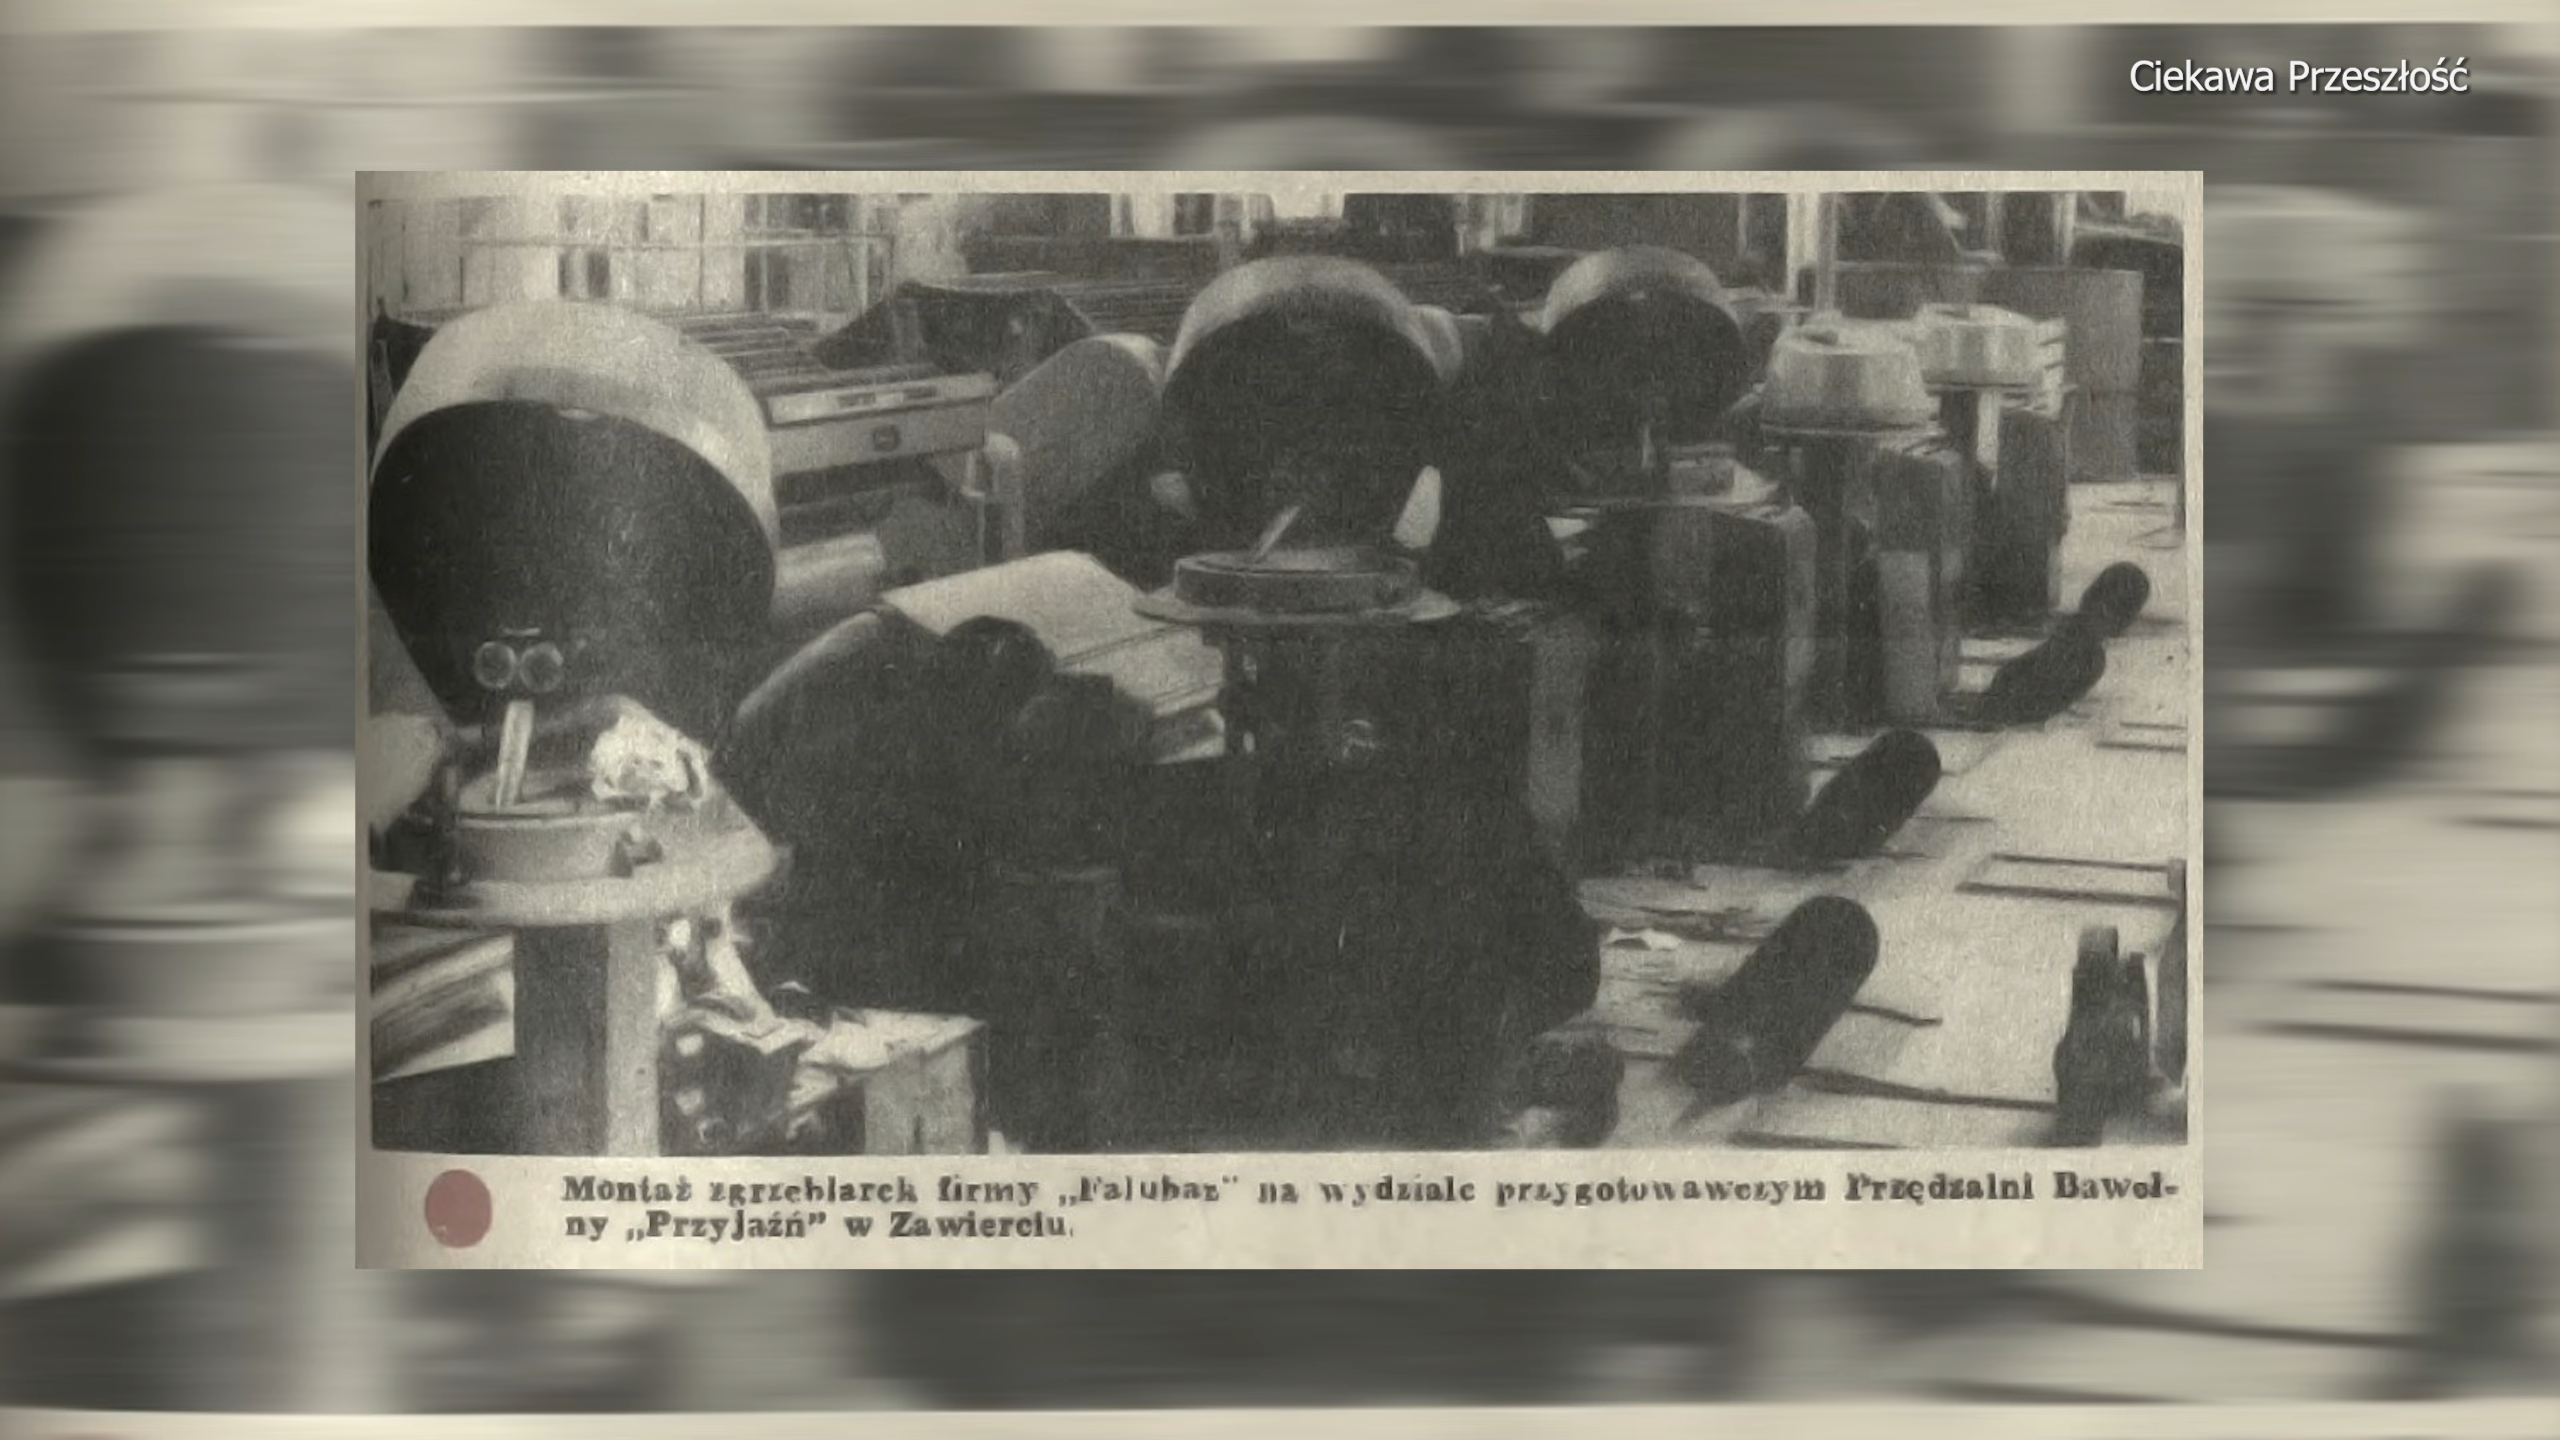 Ciekawa Przeszłość
Montaż zgrzeblarek firmy „Falubaz” na wydziale przygotowawczym Przędzalni Baweł-
ny „Przyjaźń” w Zawierciu.